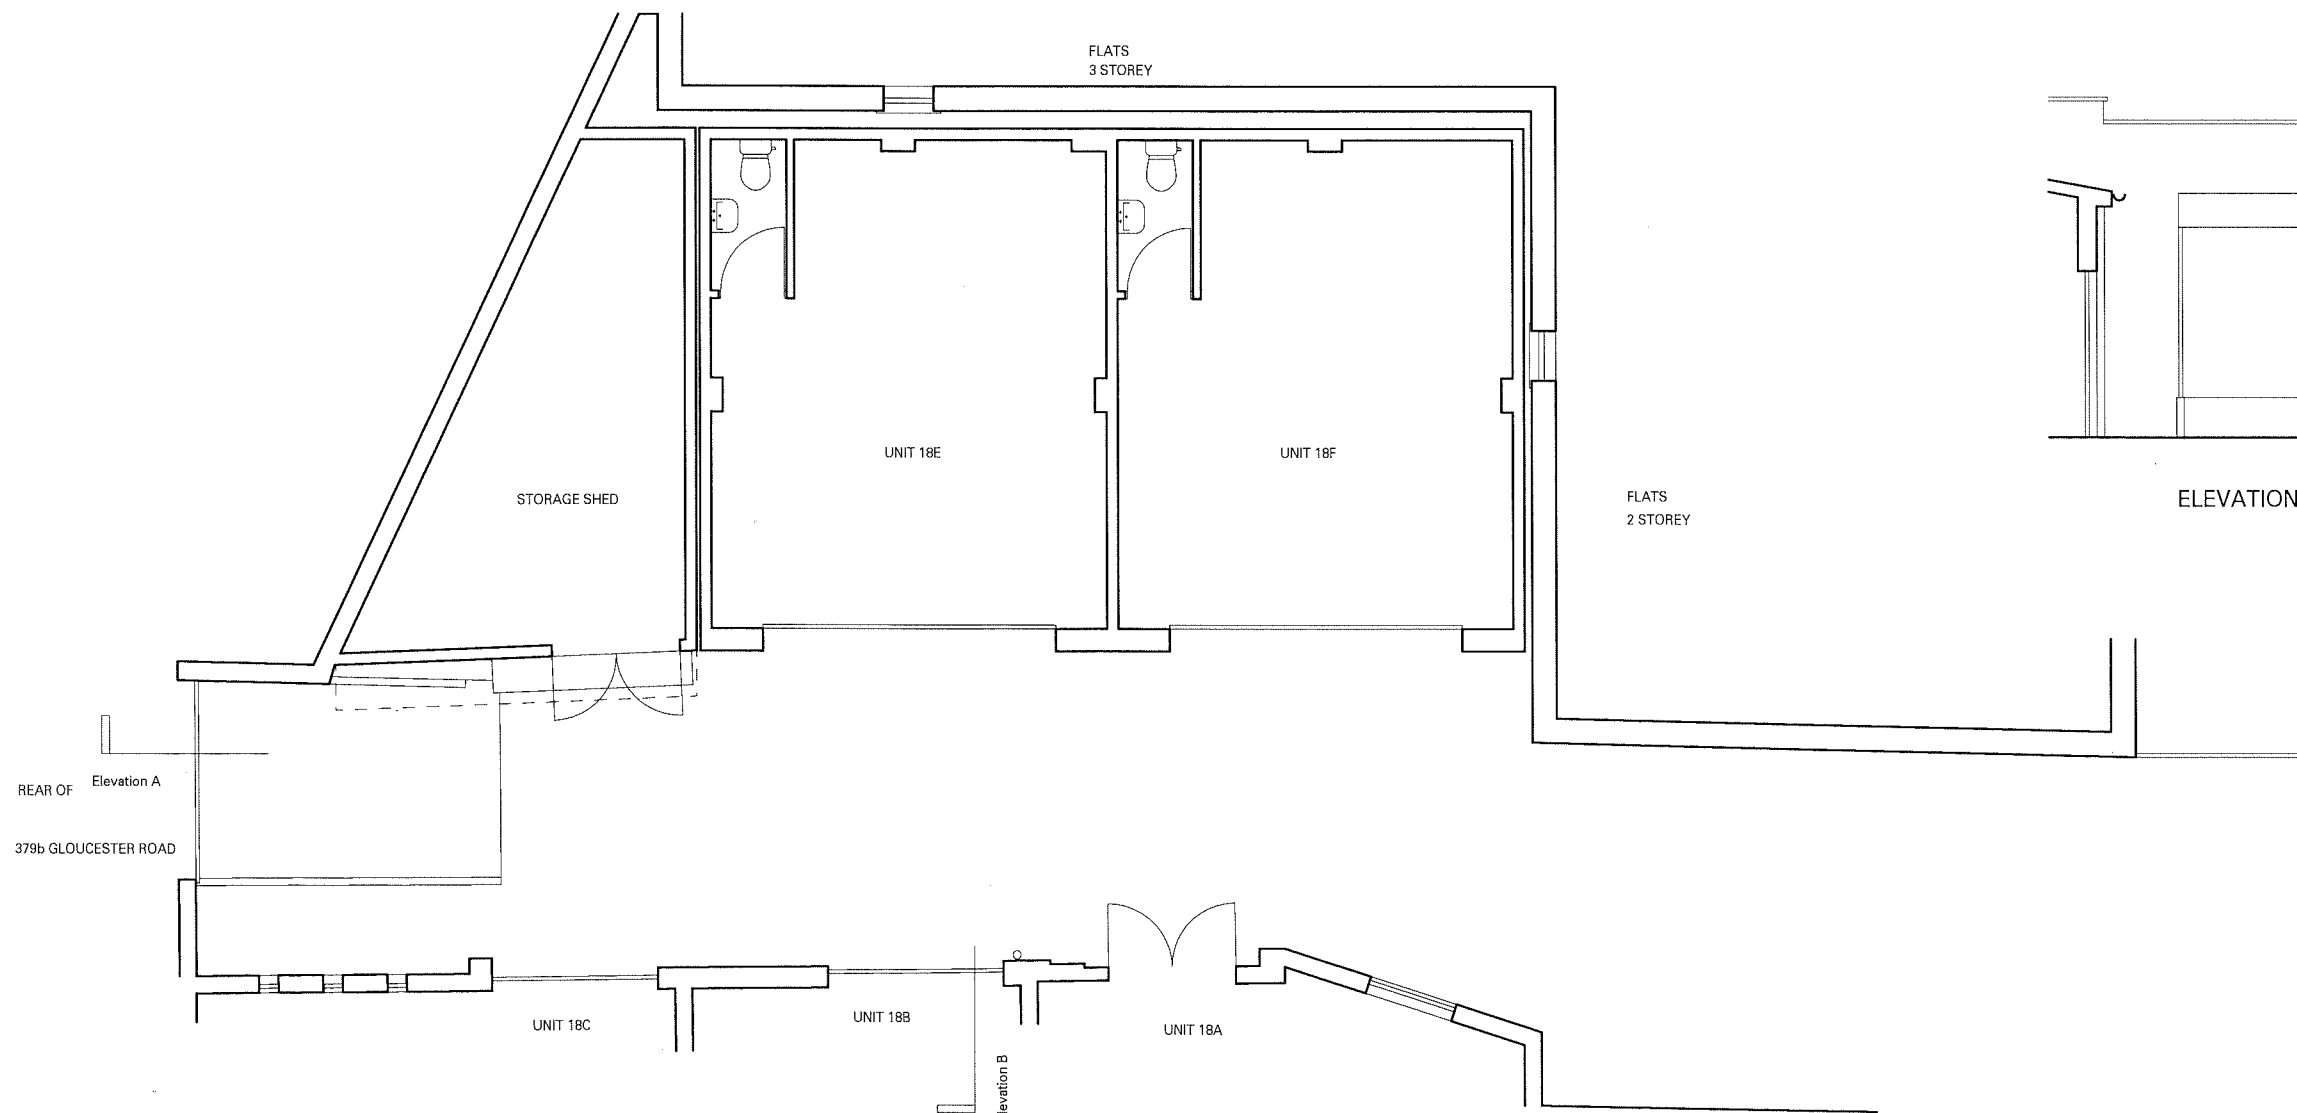 FLATS
3 STOREY
UNIT 18E
UNIT 18F
STORAGE SHED
FLATS
2 STOREY
ELEVATION
Elevation A
REAR OF
379b GLOUCESTER ROAD
UNIT 18C
UNIT 18B
UNIT 18A
levation B